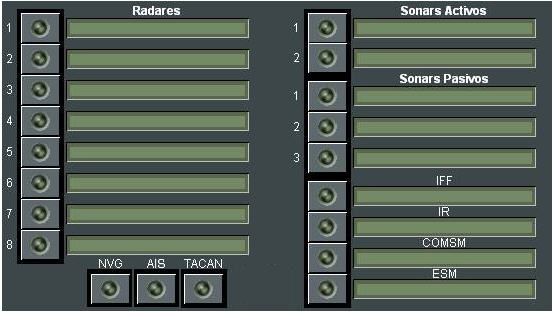 Radares
1
2
3
4
5
6
7
8
NVG AIS TACAN
Sonars Activos
1
2
Sonars Pasivos
1
2
3
IFF
IR
COMSM
ESM